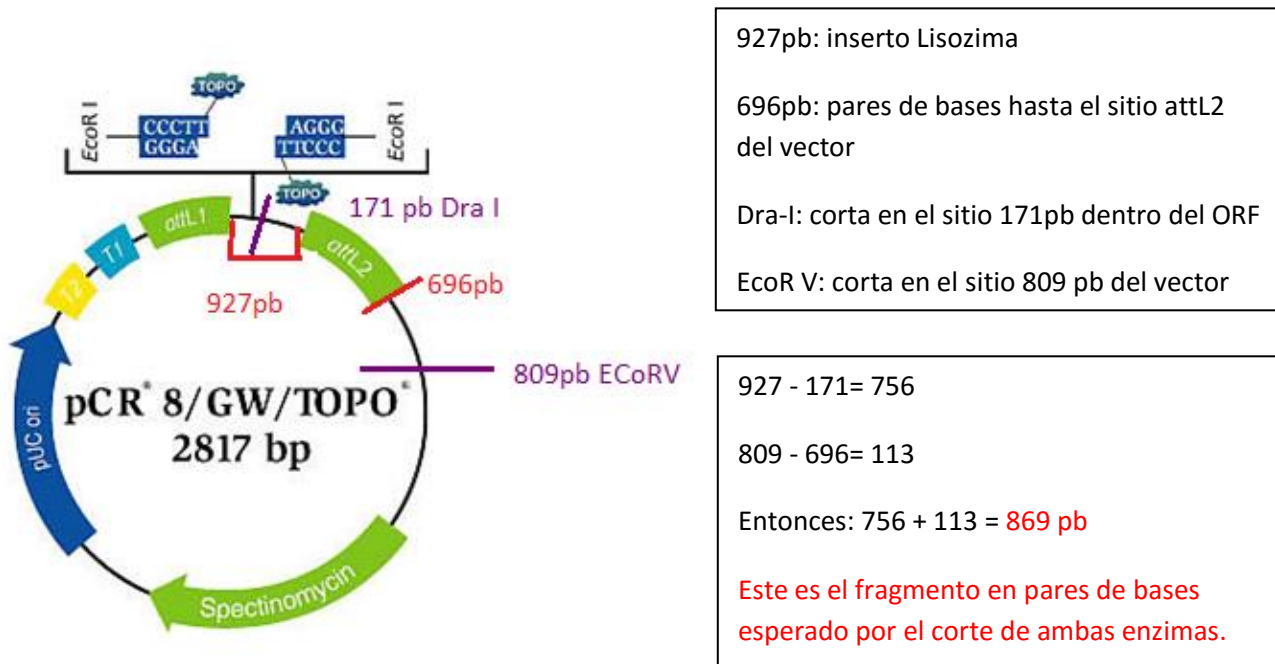 TOPO
EcoR I
CCCTT
GGGA
AGGG
TTCCC
EcoR I
TOPO
171 pb Dra I
attL1
attL2
T1
T2
927pb
696pb
809pb ECoRV
pCR® 8/GW/TOPO®
2817 bp
pUC ori
Spectinomycin
927pb: inserto Lisozima
696pb: pares de bases hasta el sitio attL2
del vector
Dra-I: corta en el sitio 171pb dentro del ORF
EcoR V: corta en el sitio 809 pb del vector
927 - 171= 756
809 - 696= 113
Entonces: 756 + 113 = 869 pb
Este es el fragmento en pares de bases
esperado por el corte de ambas enzimas.